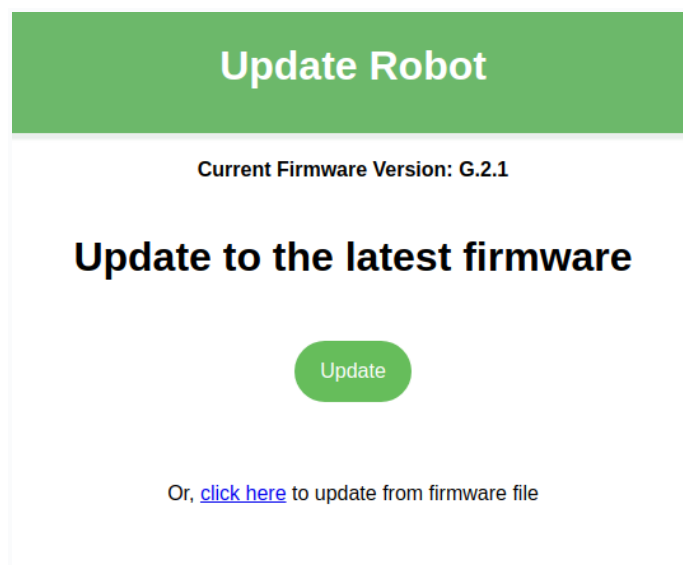 Update Robot
Current Firmware Version: G.2.1
Update to the latest firmware
Update
Or, click here to update from firmware file